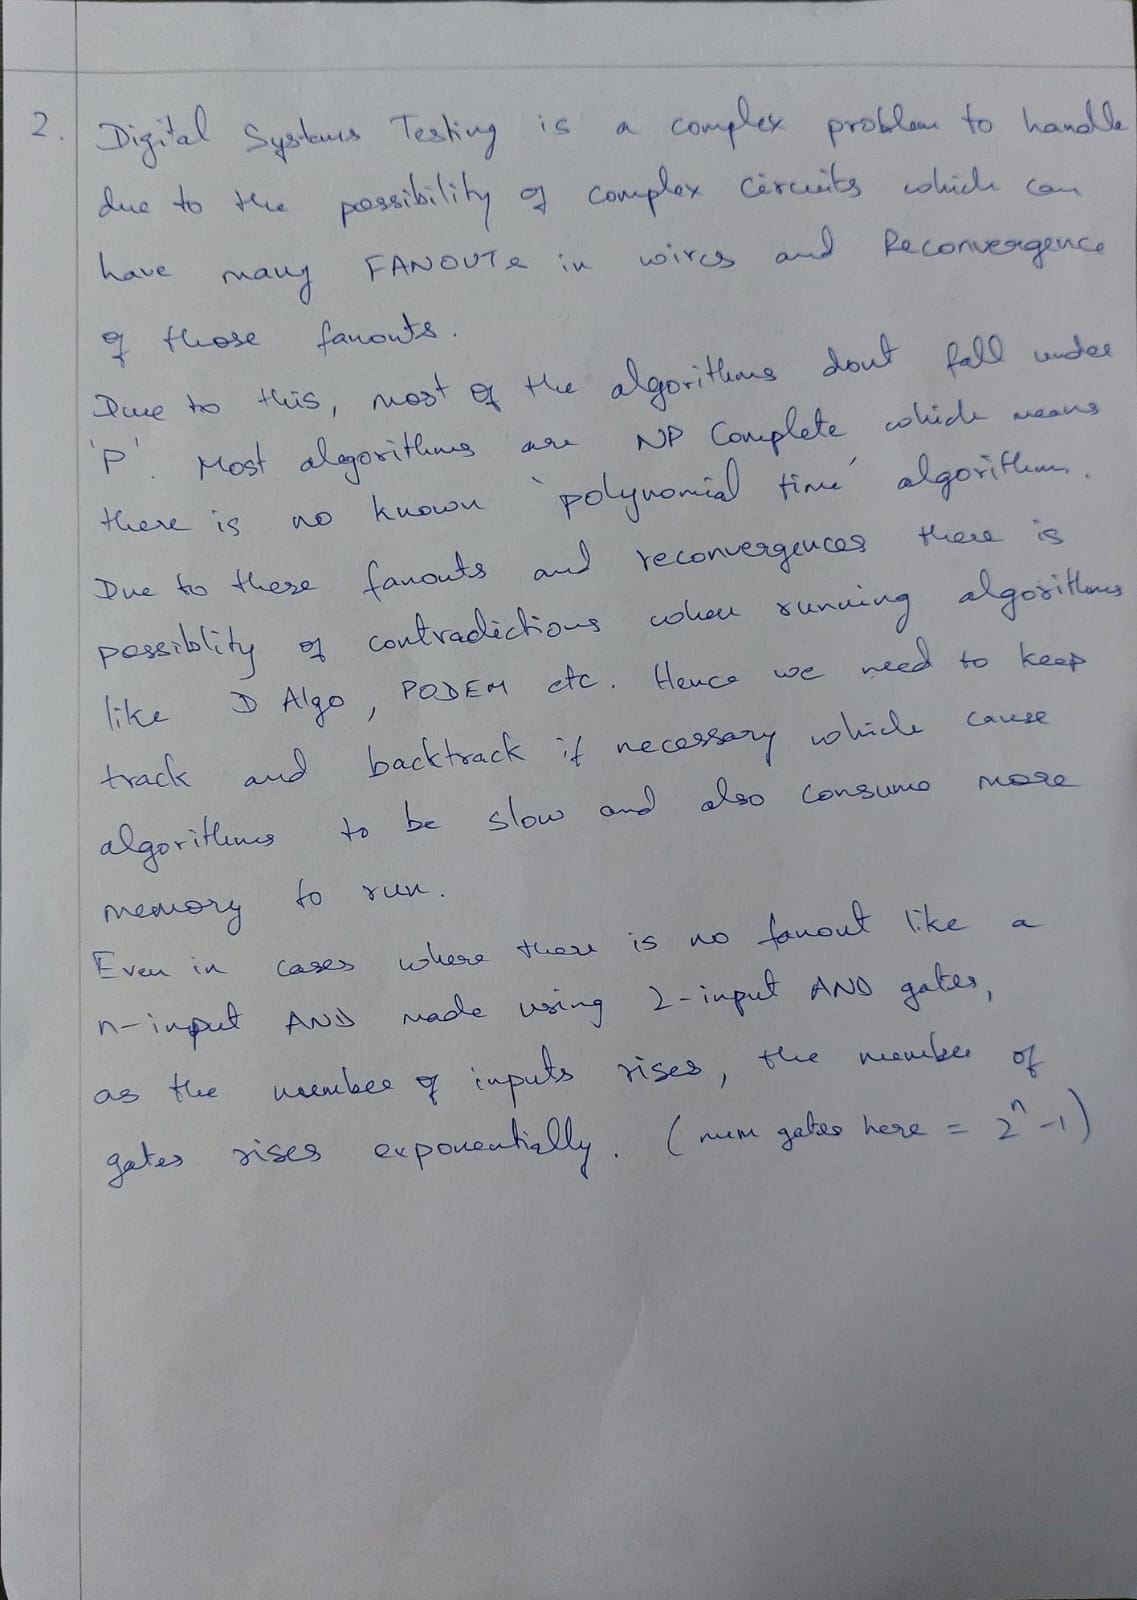 2. Digital Systems Testing is a complex problem to handle
due to the possibility of complex circuits which can
have many FANOUTs in wires and Reconvergence
of those fanouts.
Due to this, most of the algorithms dont fall under
'P'. Most algorithms are NP Complete which means
there is no known 'polynomial time' algorithm.
Due to these fanouts and reconvergences there is
possiblity of contradictions when running algorithms
like D Algo, PODEM etc. Hence we need to keep
track and backtrack if necessary which cause
algorithms to be slow and also consume more
memory to run.
Even in cases where there is no fanout like a
n-input AND made using 2-input AND gates,
as the number of inputs rises, the number of
gates rises exponentially. (num gates here = 2ⁿ-1)